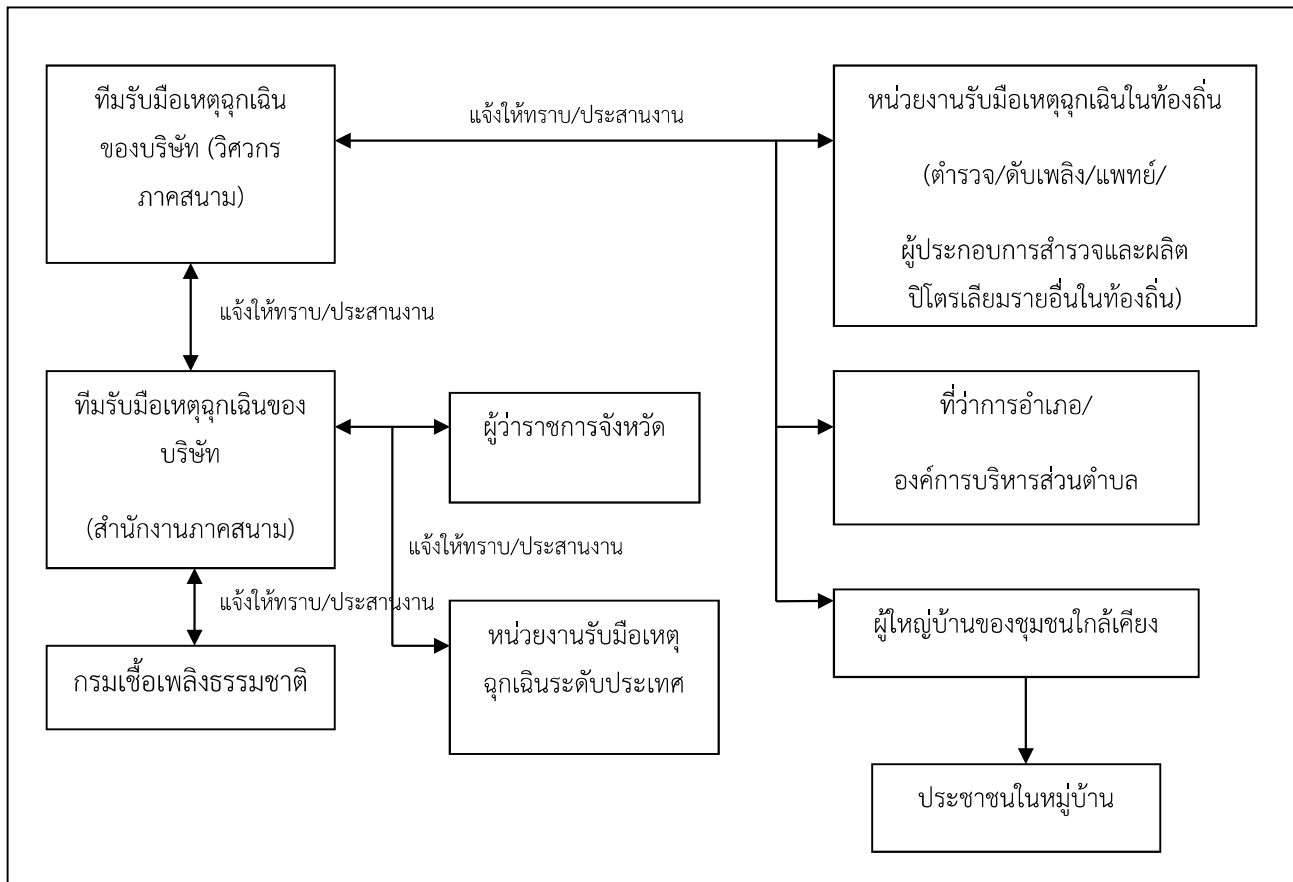 ทีมรับมือเหตุฉุกเฉิน
ของบริษัท (วิศวกร
ภาคสนาม)
แจ้งให้ทราบ/ประสานงาน
หน่วยงานรับมือเหตุฉุกเฉินในท้องถิ่น
(ตำรวจ/ดับเพลิง/แพทย์/
ผู้ประกอบการสำรวจและผลิต
ปิโตรเลียมรายอื่นในท้องถิ่น)
แจ้งให้ทราบ/ประสานงาน
ทีมรับมือเหตุฉุกเฉินของ
บริษัท
(สำนักงานภาคสนาม)
ผู้ว่าราชการจังหวัด
ที่ว่าการอำเภอ/
องค์การบริหารส่วนตำบล
แจ้งให้ทราบ/ประสานงาน
แจ้งให้ทราบ/ประสานงาน
กรมเชื้อเพลิงธรรมชาติ
หน่วยงานรับมือเหตุ
ฉุกเฉินระดับประเทศ
ผู้ใหญ่บ้านของชุมชนใกล้เคียง
ประชาชนในหมู่บ้าน